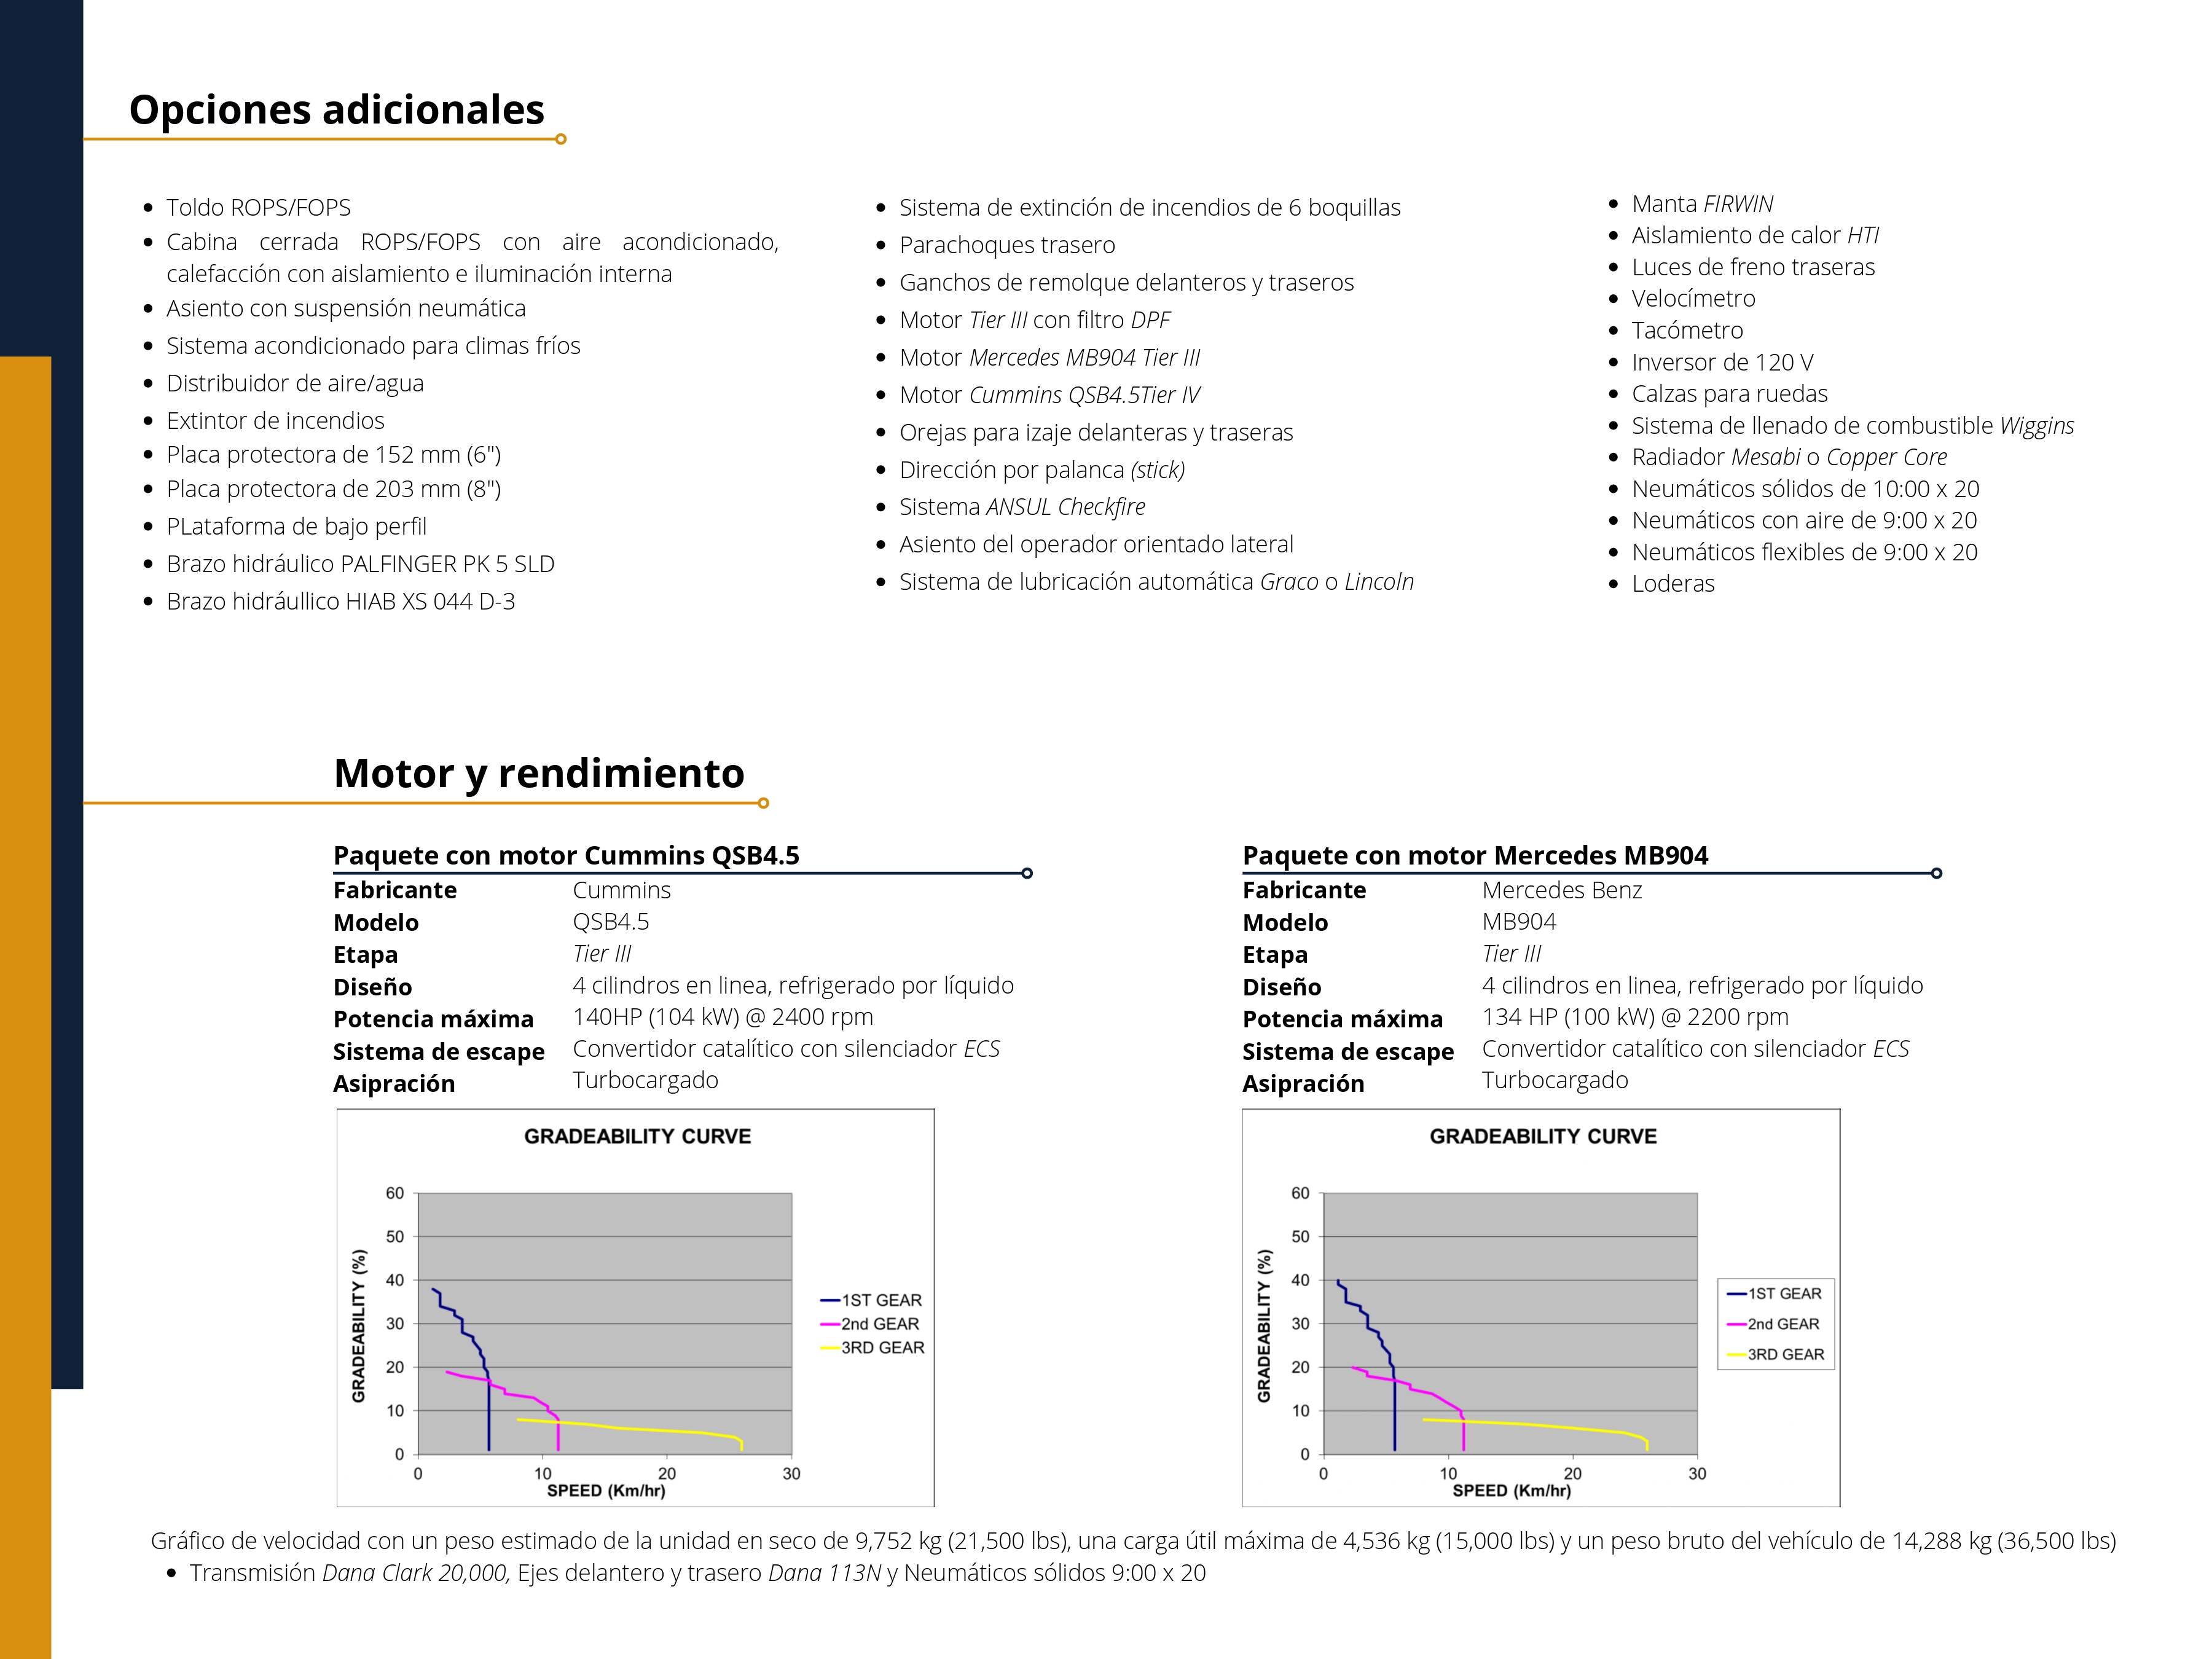 Opciones adicionales
Toldo ROPS/FOPS
Cabina cerrada ROPS/FOPS con aire acondicionado,
calefacción con aislamiento e iluminación interna
Asiento con suspensión neumática
Sistema acondicionado para climas fríos
Distribuidor de aire/agua
Extintor de incendios
Placa protectora de 152 mm (6")
Placa protectora de 203 mm (8")
PLataforma de bajo perfil
Brazo hidráulico PALFINGER PK 5 SLD
Brazo hidráullico HIAB XS 044 D-3
Sistema de extinción de incendios de 6 boquillas
Parachoques trasero
Ganchos de remolque delanteros y traseros
Motor Tier III con filtro DPF
Motor Mercedes MB904 Tier III
Motor Cummins QSB4.5Tier IV
Orejas para izaje delanteras y traseras
Dirección por palanca (stick)
Sistema ANSUL Checkfire
Asiento del operador orientado lateral
Sistema de lubricación automática Graco o Lincoln
Manta FIRWIN
Aislamiento de calor HTI
Luces de freno traseras
Velocímetro
Tacómetro
Inversor de 120 V
Calzas para ruedas
Sistema de llenado de combustible Wiggins
Radiador Mesabi o Copper Core
Neumáticos sólidos de 10:00 x 20
Neumáticos con aire de 9:00 x 20
Neumáticos flexibles de 9:00 x 20
Loderas
Motor y rendimiento
Paquete con motor Cummins QSB4.5
Fabricante Cummins
Modelo QSB4.5
Etapa Tier III
Diseño 4 cilindros en linea, refrigerado por líquido
Potencia máxima 140HP (104 kW) @ 2400 rpm
Sistema de escape Convertidor catalítico con silenciador ECS
Asipración Turbocargado
GRADEABILITY CURVE
GRADEABILITY (%)
60
50
40
30
20
10
0
0 10 20 30
SPEED (Km/hr)
1ST GEAR
2nd GEAR
3RD GEAR
Paquete con motor Mercedes MB904
Fabricante Mercedes Benz
Modelo MB904
Etapa Tier III
Diseño 4 cilindros en linea, refrigerado por líquido
Potencia máxima 134 HP (100 kW) @ 2200 rpm
Sistema de escape Convertidor catalítico con silenciador ECS
Asipración Turbocargado
GRADEABILITY CURVE
GRADEABILITY (%)
60
50
40
30
20
10
0
0 10 20 30
SPEED (Km/hr)
1ST GEAR
2nd GEAR
3RD GEAR
Gráfico de velocidad con un peso estimado de la unidad en seco de 9,752 kg (21,500 lbs), una carga útil máxima de 4,536 kg (15,000 lbs) y un peso bruto del vehículo de 14,288 kg (36,500 lbs)
Transmisión Dana Clark 20,000, Ejes delantero y trasero Dana 113N y Neumáticos sólidos 9:00 x 20